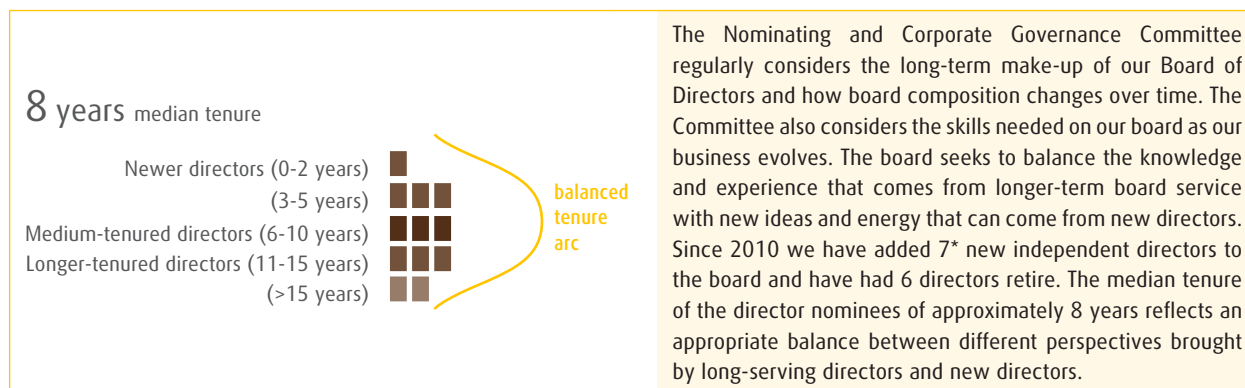 8 years median tenure
Newer directors (0-2 years)
(3-5 years)
Medium-tenured directors (6-10 years)
Longer-tenured directors (11-15 years)
(>15 years)
balanced
tenure
arc
The Nominating and Corporate Governance Committee
regularly considers the long-term make-up of our Board of
Directors and how board composition changes over time. The
Committee also considers the skills needed on our board as our
business evolves. The board seeks to balance the knowledge
and experience that comes from longer-term board service
with new ideas and energy that can come from new directors.
Since 2010 we have added 7* new independent directors to
the board and have had 6 directors retire. The median tenure
of the director nominees of approximately 8 years reflects an
appropriate balance between different perspectives brought
by long-serving directors and new directors.